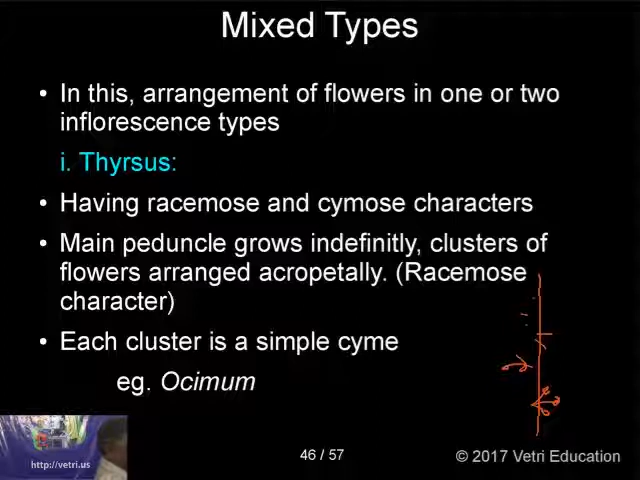 Mixed Types
• In this, arrangement of flowers in one or two
inflorescence types
i. Thyrsus:
• Having racemose and cymose characters
• Main peduncle grows indefinitly, clusters of
flowers arranged acropetally. (Racemose
character)
• Each cluster is a simple cyme
eg. Ocimum
http://vetri.us
46 / 57
© 2017 Vetri Education